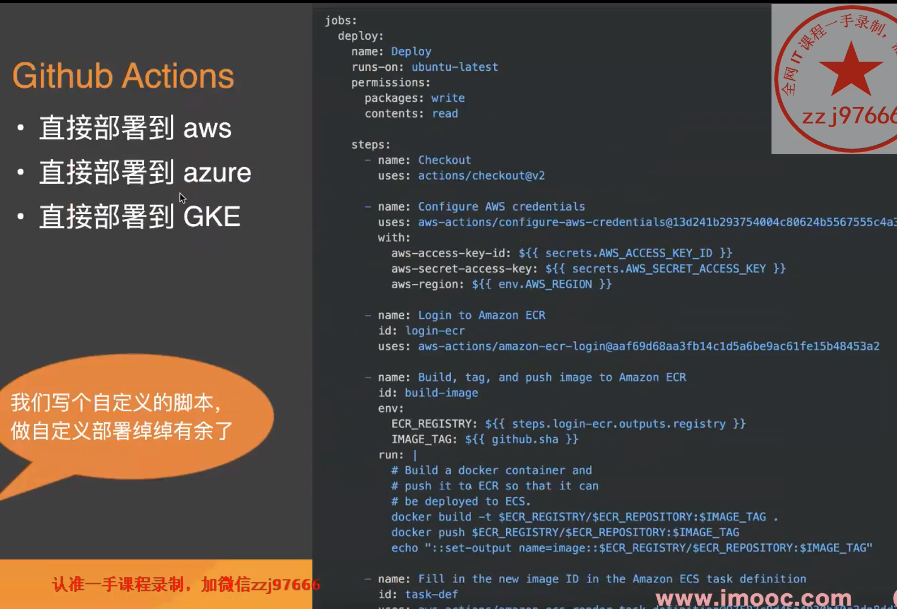 Github Actions
• 直接部署到 aws
• 直接部署到 azure
• 直接部署到 GKE
我们写个自定义的脚本，
做自定义部署绰绰有余了
认准一手课程录制，加微信zzj97666
jobs:
deploy:
name: Deploy
runs-on: ubuntu-latest
permissions:
packages: write
contents: read
steps:
- name: Checkout
uses: actions/checkout@v2
- name: Configure AWS credentials
uses: aws-actions/configure-aws-credentials@13d241b293754004c80624b5567555c4a3
with:
aws-access-key-id: ${{ secrets.AWS_ACCESS_KEY_ID }}
aws-secret-access-key: ${{ secrets.AWS_SECRET_ACCESS_KEY }}
aws-region: ${{ env.AWS_REGION }}
- name: Login to Amazon ECR
id: login-ecr
uses: aws-actions/amazon-ecr-login@aaf69d68aa3fb14c1d5a6be9ac61fe15b48453a2
- name: Build, tag, and push image to Amazon ECR
id: build-image
env:
ECR_REGISTRY: ${{ steps.login-ecr.outputs.registry }}
IMAGE_TAG: ${{ github.sha }}
run: |
# Build a docker container and
# push it to ECR so that it can
# be deployed to ECS.
docker build -t $ECR_REGISTRY/$ECR_REPOSITORY:$IMAGE_TAG .
docker push $ECR_REGISTRY/$ECR_REPOSITORY:$IMAGE_TAG
echo "::set-output name=image::$ECR_REGISTRY/$ECR_REPOSITORY:$IMAGE_TAG"
- name: Fill in the new image ID in the Amazon ECS task definition
id: task-def
全网IT课程一手录制，
zzj97666
www.imooc.com